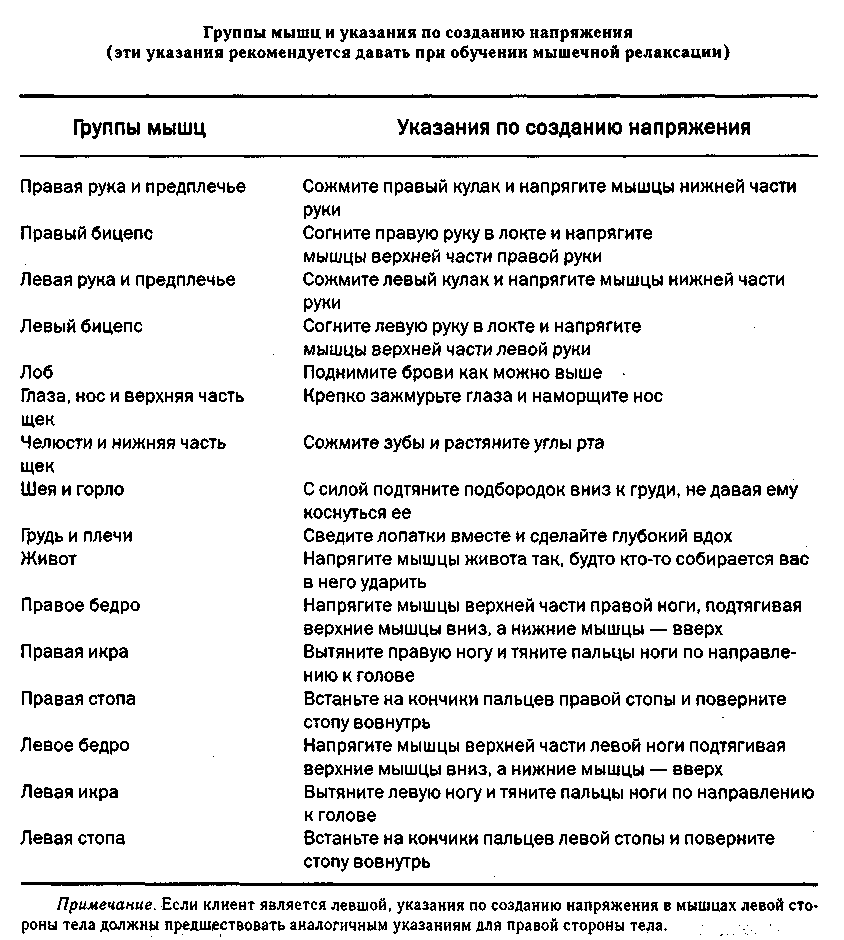 Группы мышц и указания по созданию напряжения
(эти указания рекомендуется давать при обучении мышечной релаксации)
Группы мышц Указания по созданию напряжения
Правая рука и предплечье Сожмите правый кулак и напрягите мышцы нижней части
руки
Правый бицепс Согните правую руку в локте и напрягите
мышцы верхней части правой руки
Левая рука и предплечье Сожмите левый кулак и напрягите мышцы нижней части
руки
Левый бицепс Согните левую руку в локте и напрягите
мышцы верхней части левой руки
Лоб Поднимите брови как можно выше
Глаза, нос и верхняя часть Крепко зажмурьте глаза и наморщите нос
щек
Челюсти и нижняя часть Сожмите зубы и растяните углы рта
щек
Шея и горло С силой подтяните подбородок вниз к груди, не давая ему
коснуться ее
Грудь и плечи Сведите лопатки вместе и сделайте глубокий вдох
Живот Напрягите мышцы живота так, будто кто-то собирается вас
в него ударить
Правое бедро Напрягите мышцы верхней части правой ноги, подтягивая
верхние мышцы вниз, а нижние мышцы — вверх
Правая икра Вытяните правую ногу и тяните пальцы ноги по направле-
нию к голове
Правая стопа Встаньте на кончики пальцев правой стопы и поверните
стопу вовнутрь
Левое бедро Напрягите мышцы верхней части левой ноги подтягивая
верхние мышцы вниз, а нижние мышцы — вверх
Левая икра Вытяните левую ногу и тяните пальцы ноги по направлению
к голове
Левая стопа Встаньте на кончики пальцев левой стопы и поверните
стопу вовнутрь
Примечание. Если клиент является левшой, указания по созданию напряжения в мышцах левой сто-
роны тела должны предшествовать аналогичным указаниям для правой стороны тела.